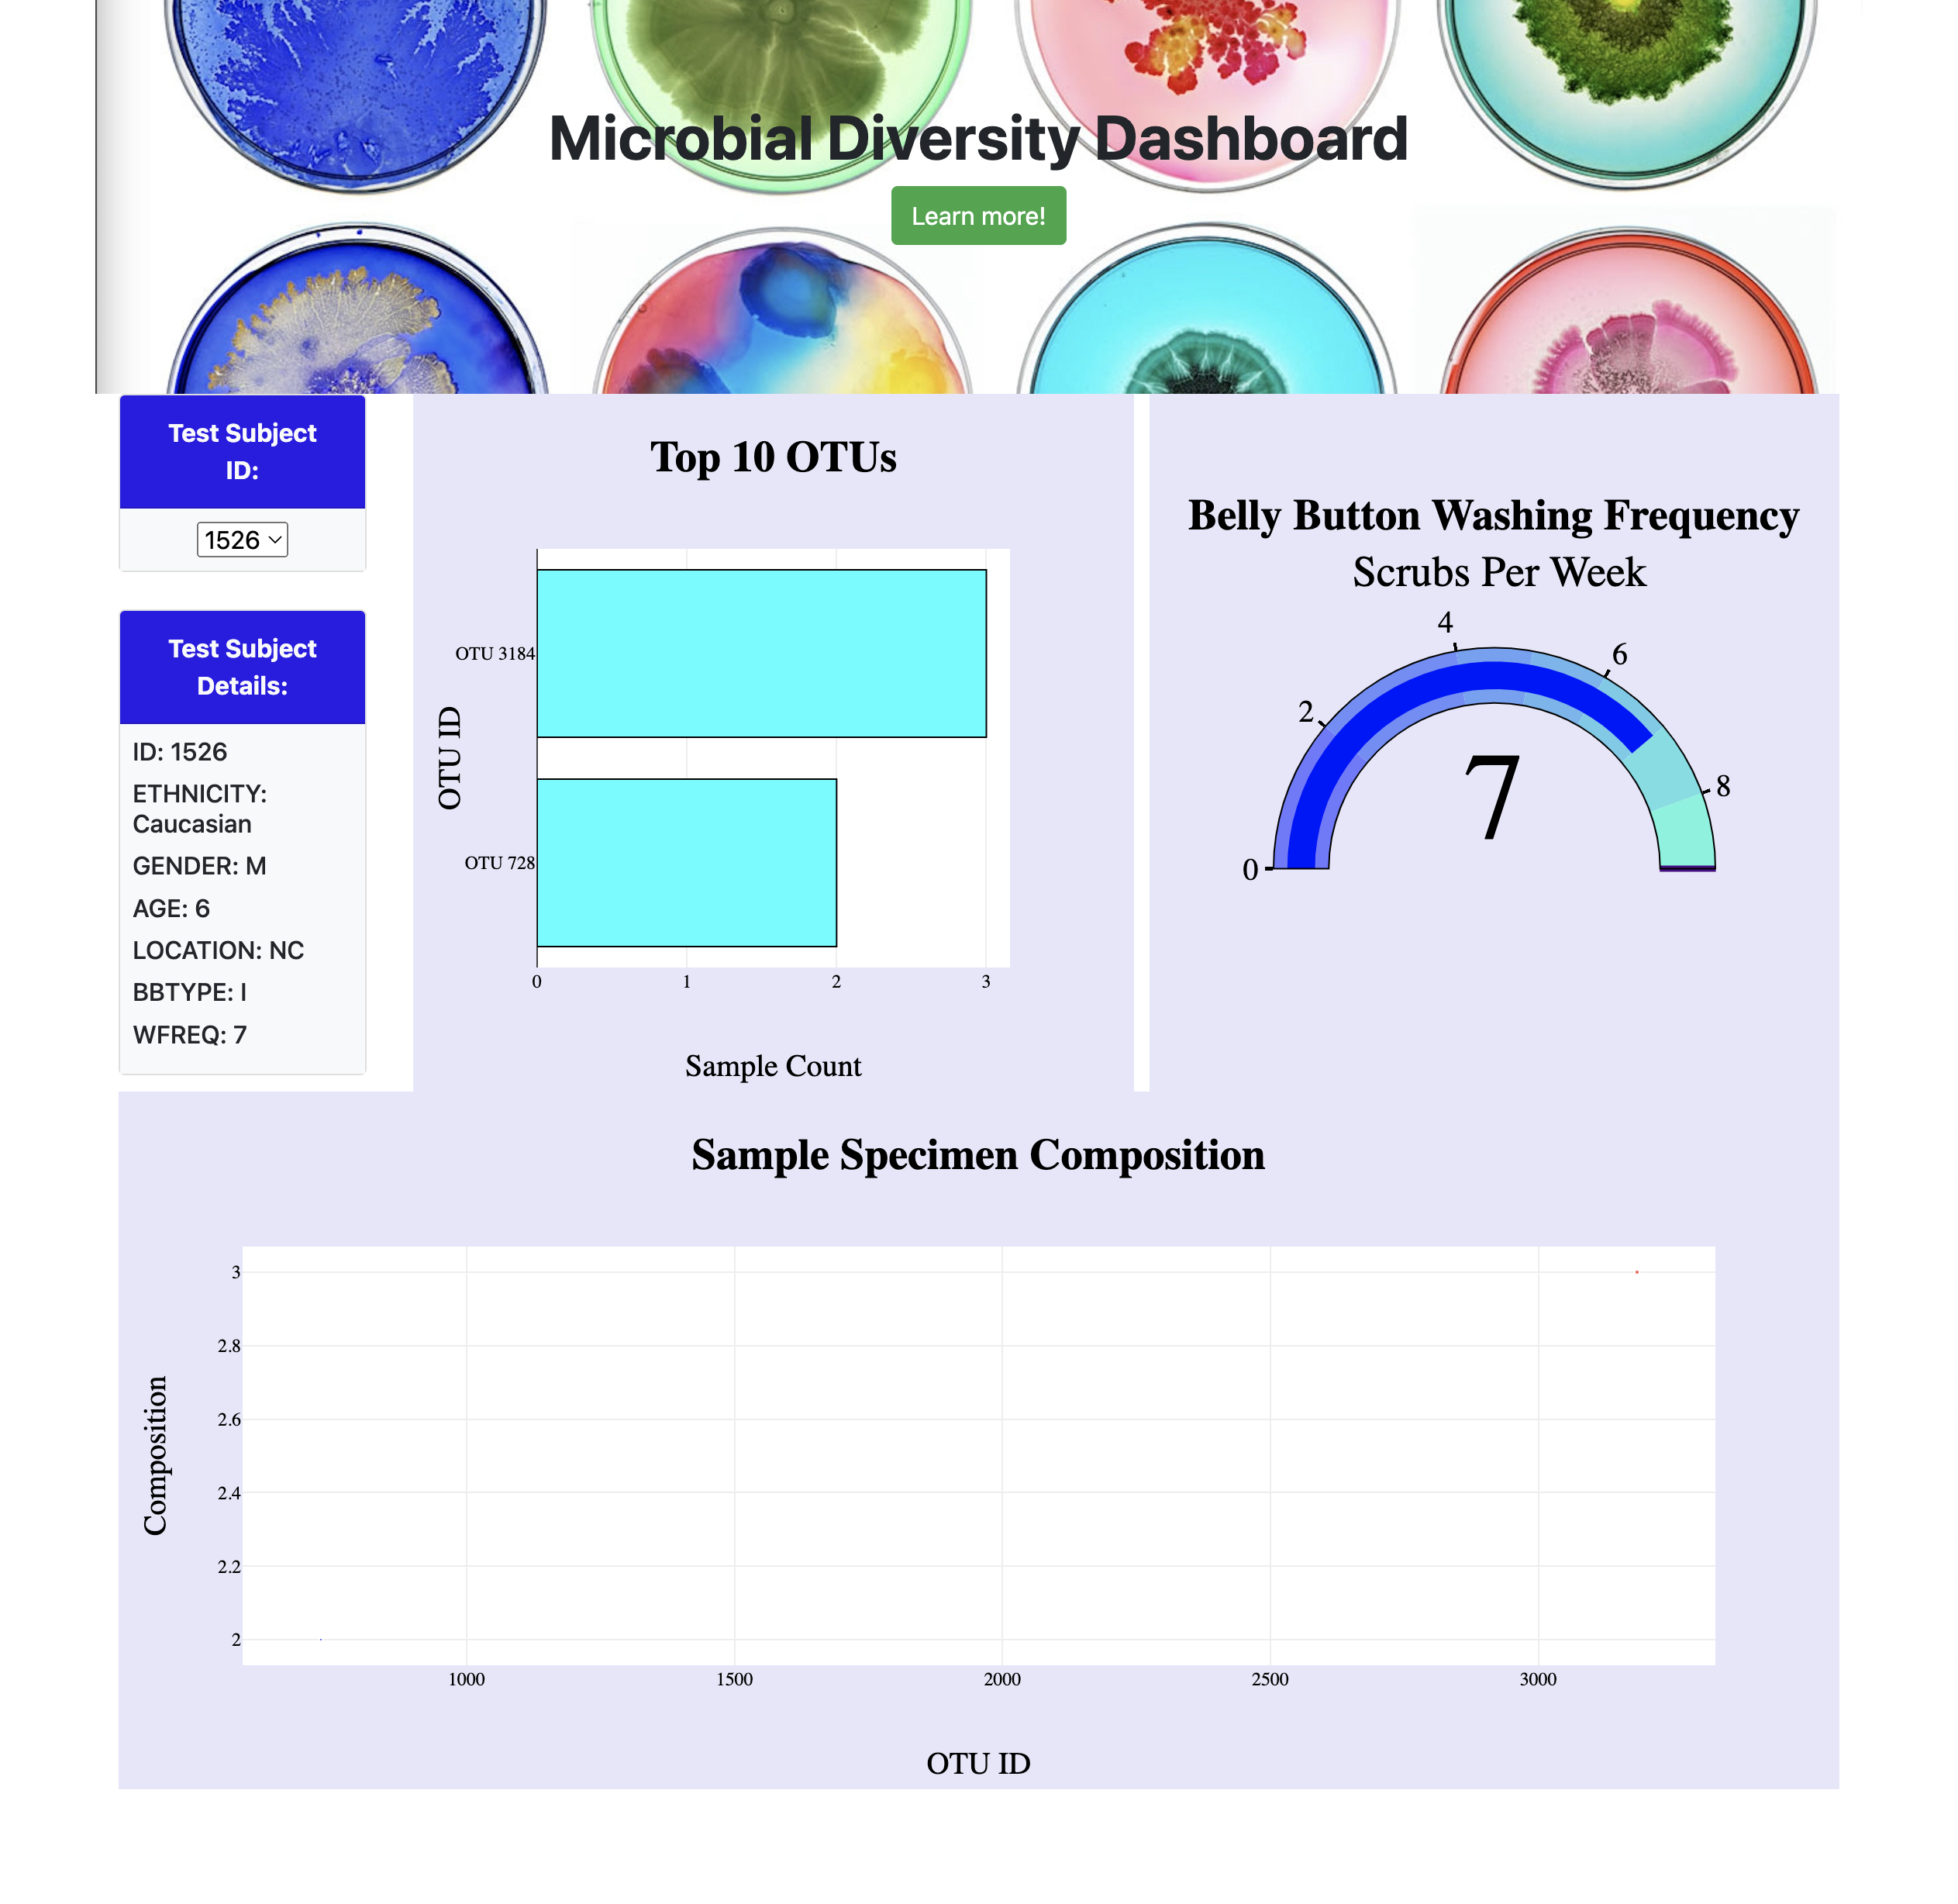 Microbial Diversity Dashboard
Learn more!
Test Subject
ID:
1526
Test Subject
Details:
ID: 1526
ETHNICITY:
Caucasian
GENDER: M
AGE: 6
LOCATION: NC
BBTYPE: I
WFREQ: 7
Top 10 OTUs
OTU ID
OTU 3184
OTU 728
0 1 2 3
Sample Count
Belly Button Washing Frequency
Scrubs Per Week
0 2 4 6 8
7
Sample Specimen Composition
Composition
3
2.8
2.6
2.4
2.2
2
1000 1500 2000 2500 3000
OTU ID